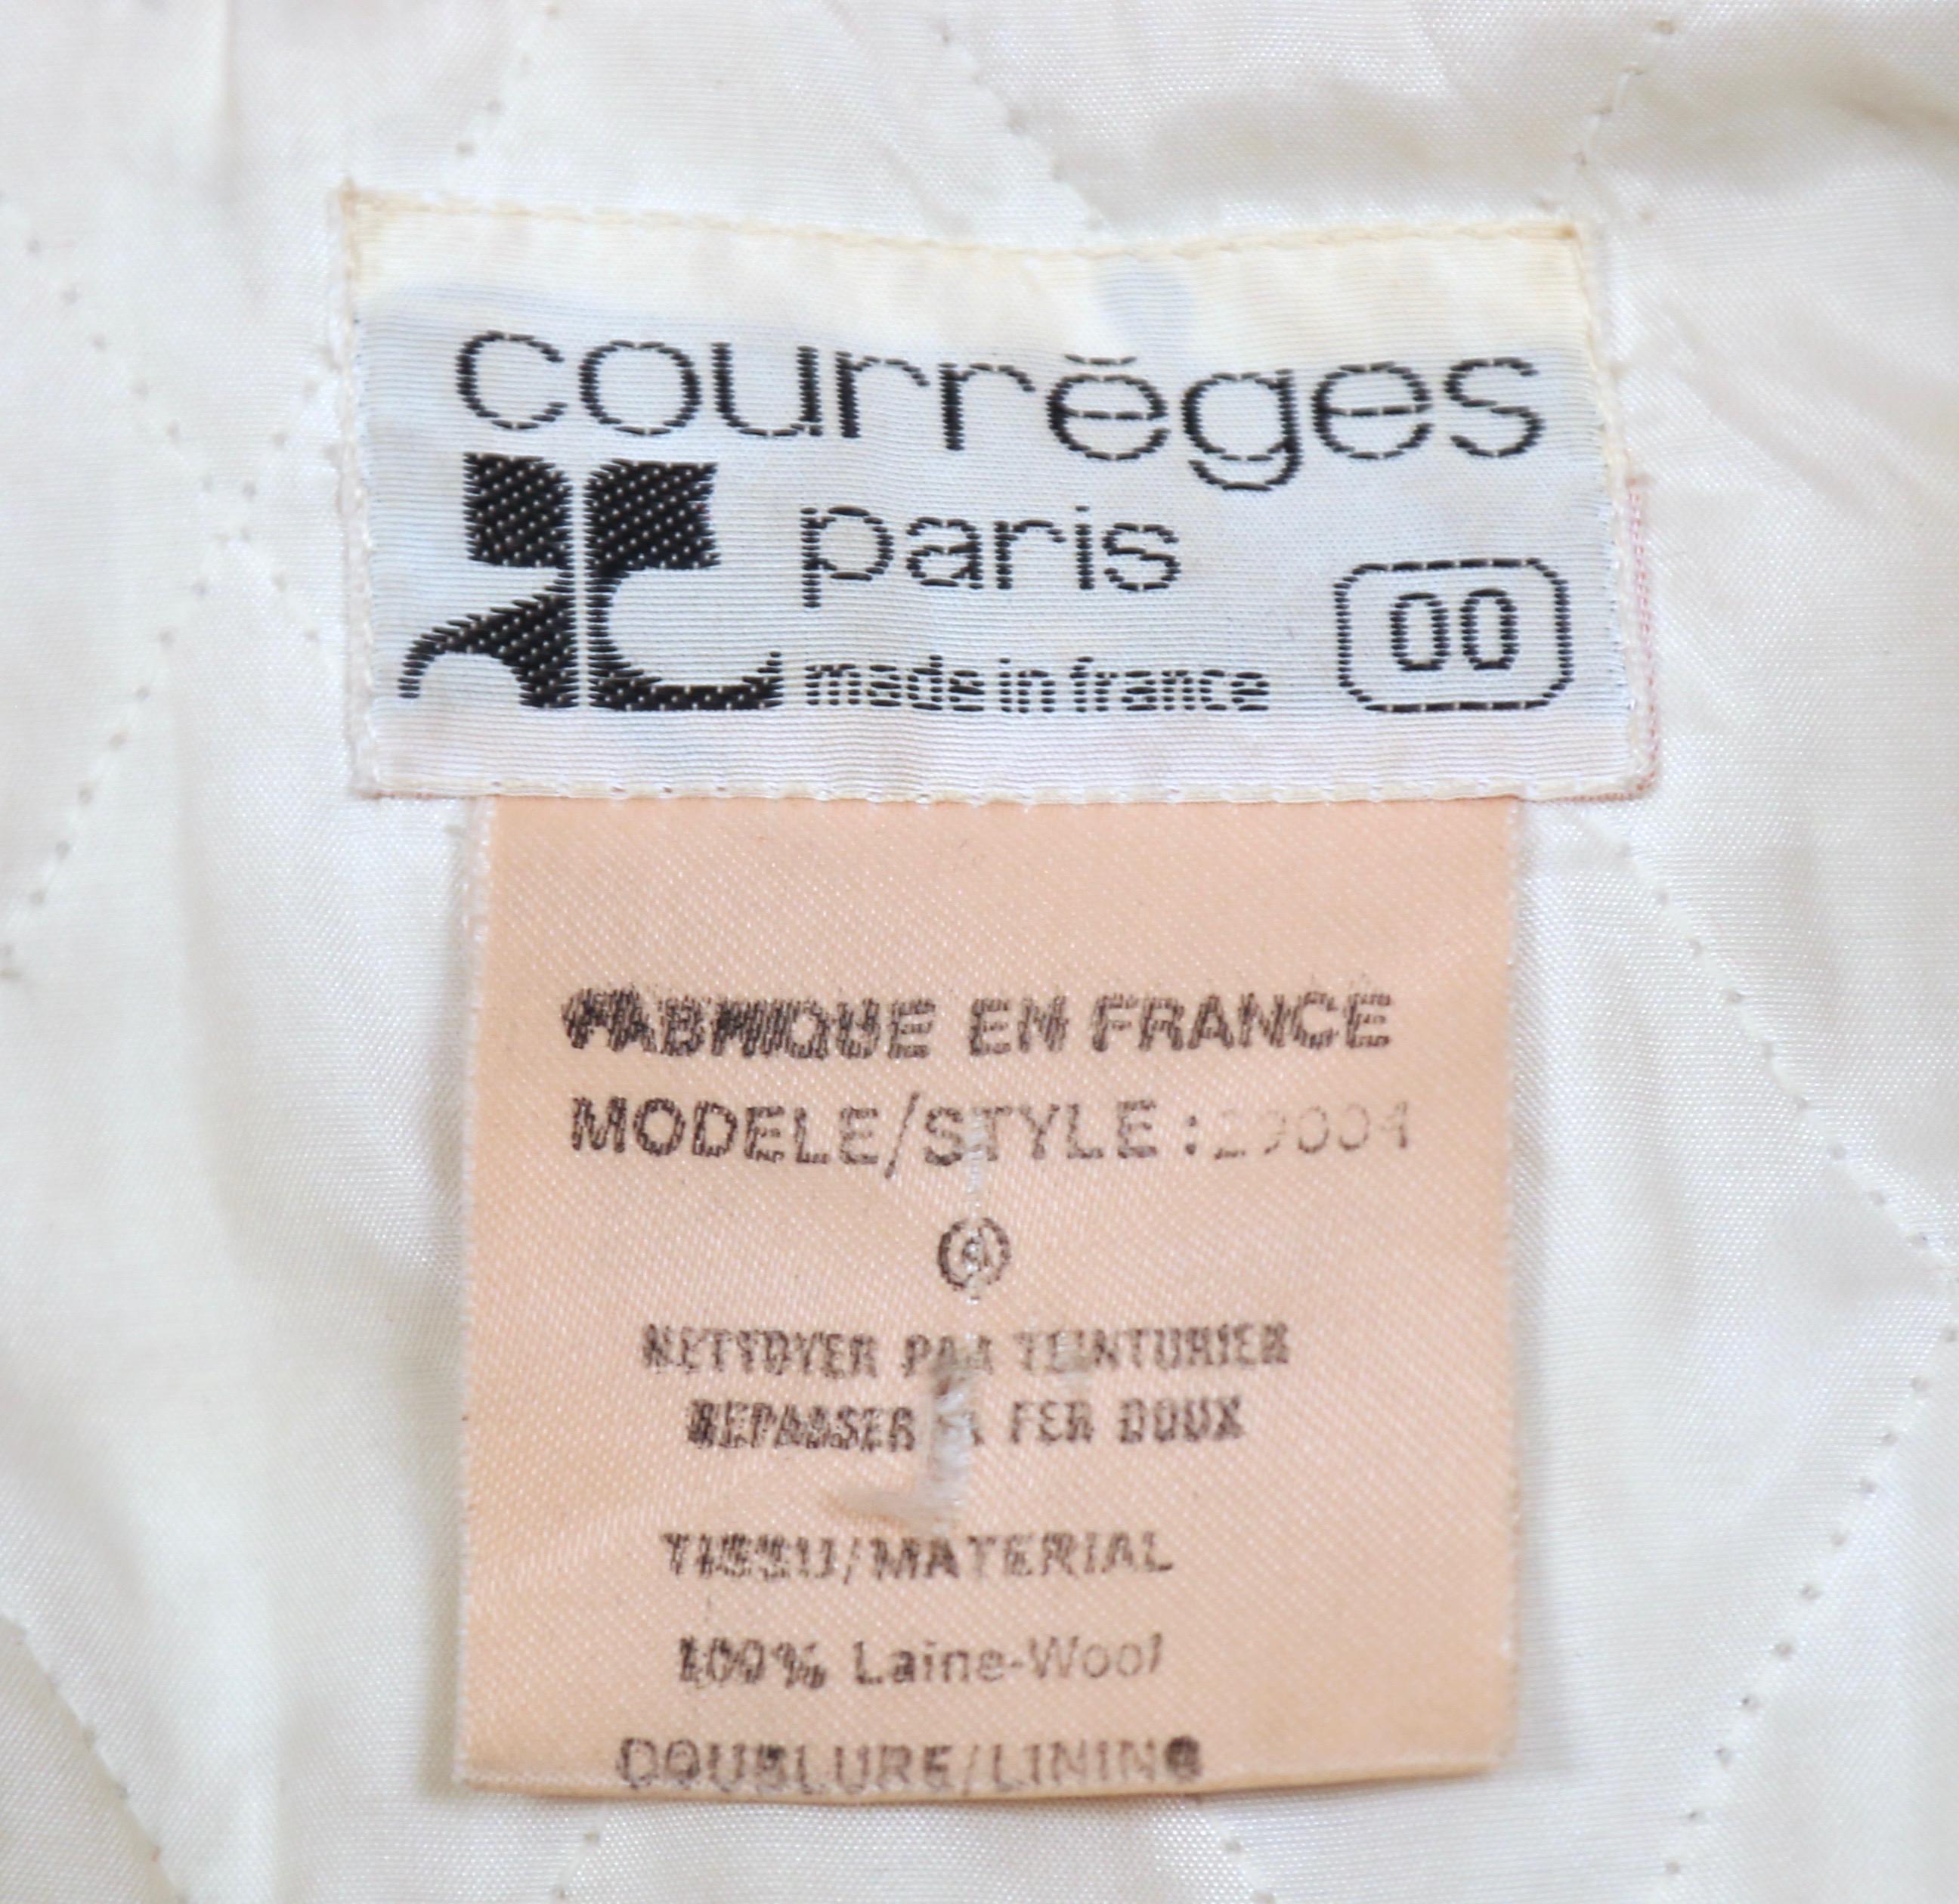 courrèges
paris
made in france
00
FABRIQUE EN FRANCE
MODELE/STYLE :
NETTOYER PAR TEINTURIER
REPASSER A FER DOUX
TISSU/MATERIAL
100% Laine-Wool
DOUBLURE/LINING